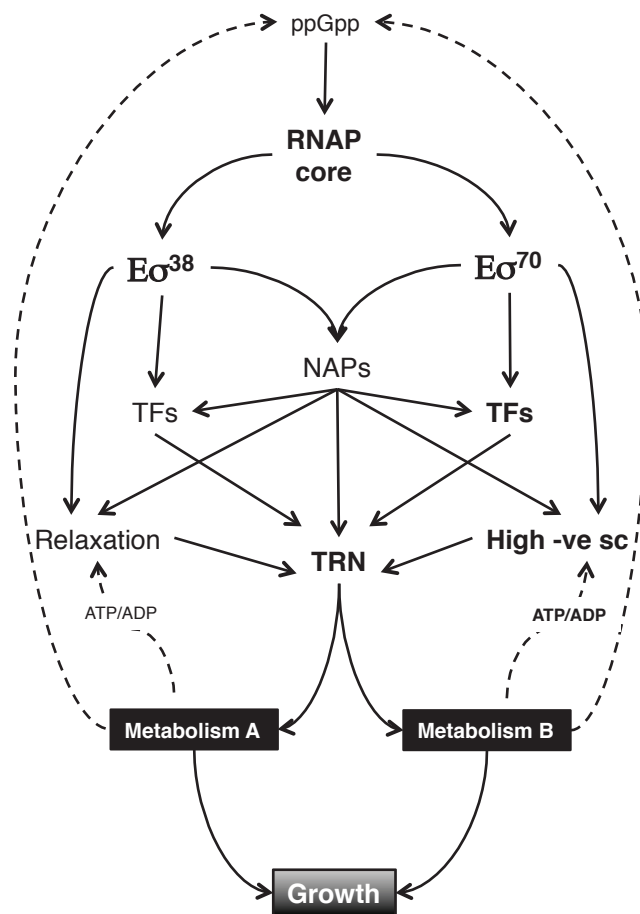 ppGpp
RNAP
core
Eσ³⁸
Eσ⁷⁰
NAPs
TFs
TFs
Relaxation
TRN
High -ve sc
ATP/ADP
ATP/ADP
Metabolism A
Metabolism B
Growth